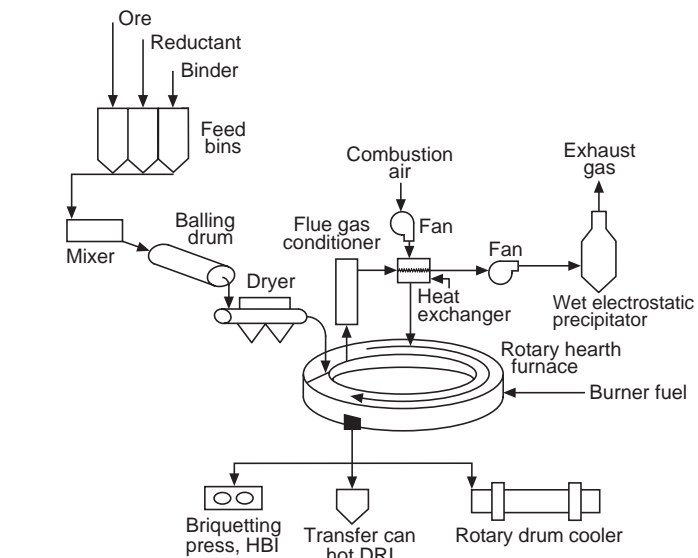 Ore
Reductant
Binder
Feed
bins
Combustion
air
Exhaust
gas
Mixer
Balling
drum
Flue gas
conditioner
Fan
Fan
Dryer
Heat
exchanger
Wet electrostatic
precipitator
Rotary hearth
furnace
Burner fuel
Briquetting
press, HBI
Transfer can
hot DRI
Rotary drum cooler